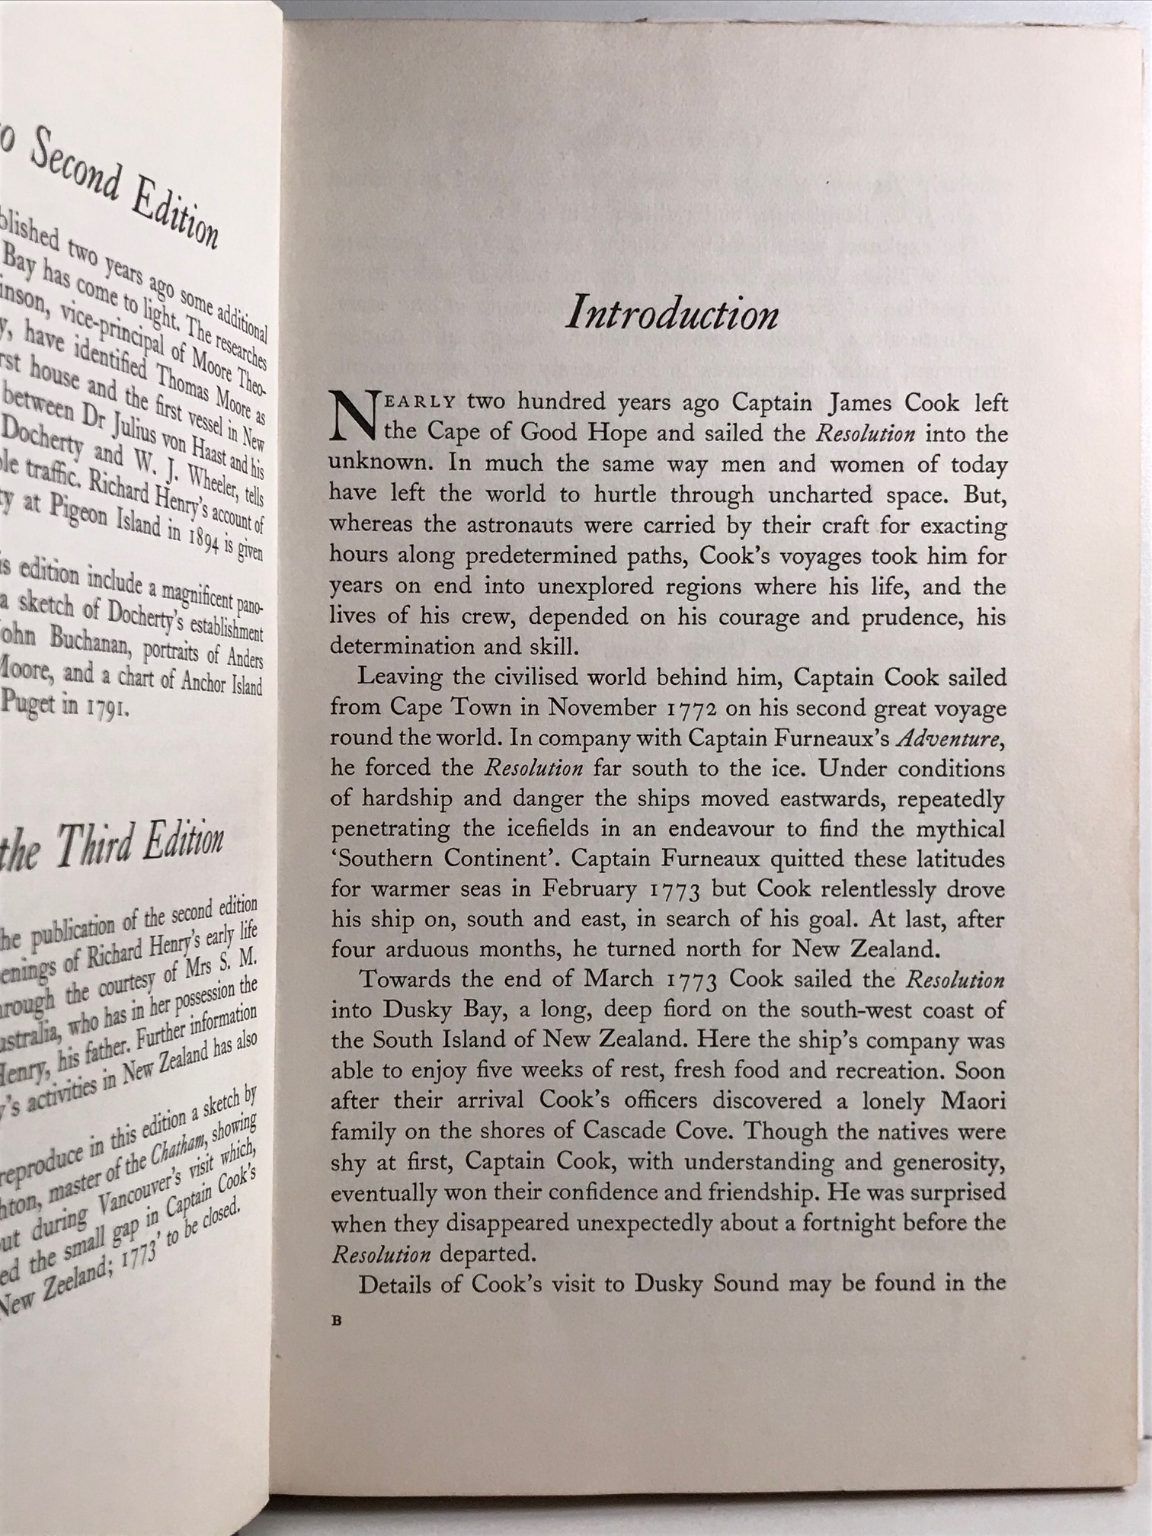 Second Edition
two years ago some additional
Bay has come to light. The researches
vice-principal of Moore Theo-
have identified Thomas Moore as
house and the first vessel in New
between Dr Julius von Haast and his
Docherty and W. J. Wheeler, tells
traffic. Richard Henry's account of
at Pigeon Island in 1894 is given
edition include a magnificent pano-
a sketch of Docherty's establishment
John Buchanan, portraits of Anders
Moore, and a chart of Anchor Island
Puget in 1791.
the Third Edition
the publication of the second edition
of Richard Henry's early life
through the courtesy of Mrs S. M.
Australia, who has in her possession the
Henry, his father. Further information
activities in New Zealand has also
reproduce in this edition a sketch by
master of the Chatham, showing
out during Vancouver's visit which,
the small gap in Captain Cook's
New Zeeland; 1773' to be closed.
Introduction
NEARLY two hundred years ago Captain James Cook left
the Cape of Good Hope and sailed the Resolution into the
unknown. In much the same way men and women of today
have left the world to hurtle through uncharted space. But,
whereas the astronauts were carried by their craft for exacting
hours along predetermined paths, Cook's voyages took him for
years on end into unexplored regions where his life, and the
lives of his crew, depended on his courage and prudence, his
determination and skill.
Leaving the civilised world behind him, Captain Cook sailed
from Cape Town in November 1772 on his second great voyage
round the world. In company with Captain Furneaux's Adventure,
he forced the Resolution far south to the ice. Under conditions
of hardship and danger the ships moved eastwards, repeatedly
penetrating the icefields in an endeavour to find the mythical
'Southern Continent'. Captain Furneaux quitted these latitudes
for warmer seas in February 1773 but Cook relentlessly drove
his ship on, south and east, in search of his goal. At last, after
four arduous months, he turned north for New Zealand.
Towards the end of March 1773 Cook sailed the Resolution
into Dusky Bay, a long, deep fiord on the south-west coast of
the South Island of New Zealand. Here the ship's company was
able to enjoy five weeks of rest, fresh food and recreation. Soon
after their arrival Cook's officers discovered a lonely Maori
family on the shores of Cascade Cove. Though the natives were
shy at first, Captain Cook, with understanding and generosity,
eventually won their confidence and friendship. He was surprised
when they disappeared unexpectedly about a fortnight before the
Resolution departed.
Details of Cook's visit to Dusky Sound may be found in the
B